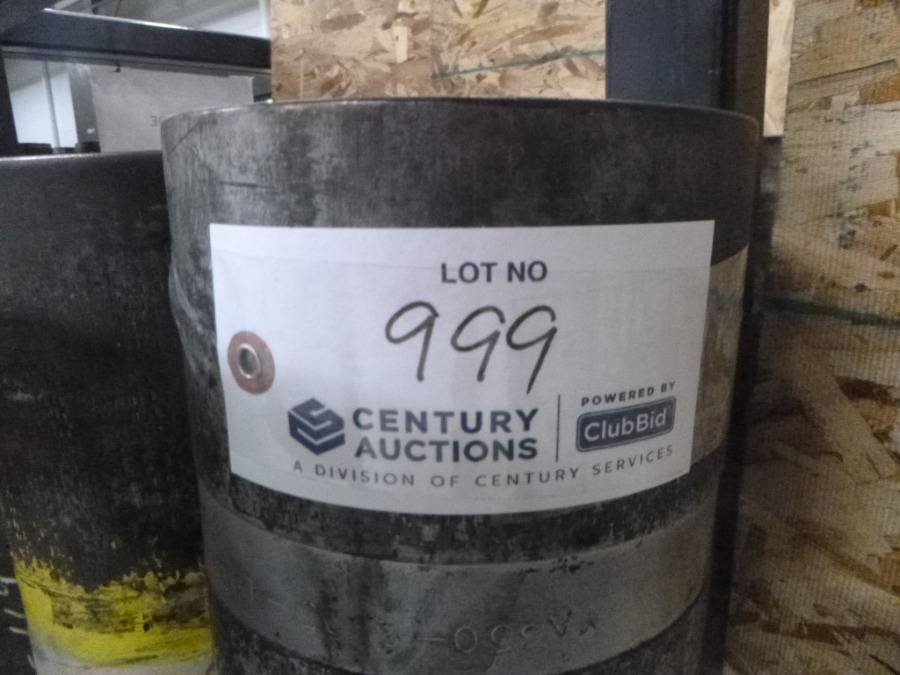 LOT NO
999
CENTURY
AUCTIONS
POWERED BY
ClubBid
A DIVISION OF CENTURY SERVICES